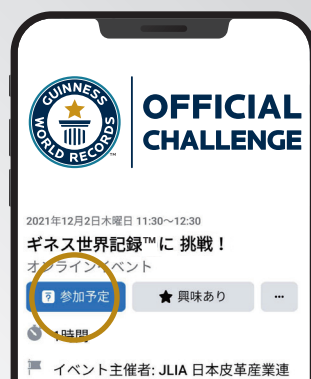 GUINNESS
WORLD RECORDS™
OFFICIAL
CHALLENGE
2021年12月2日木曜日 11:30〜12:30
ギネス世界記録™に 挑戦！
オンラインイベント
? 参加予定 ★ 興味あり ...
1時間
イベント主催者: JLIA 日本皮革産業連